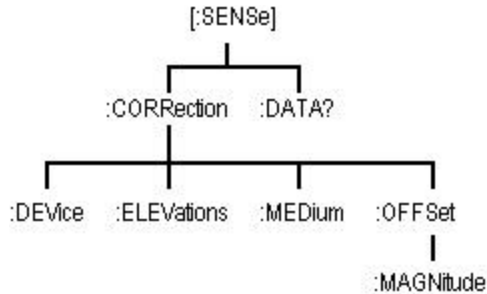 [:SENSe]
:CORRection :DATA?
:DEVice :ELEVations :MEDium :OFFSet
:MAGNitude